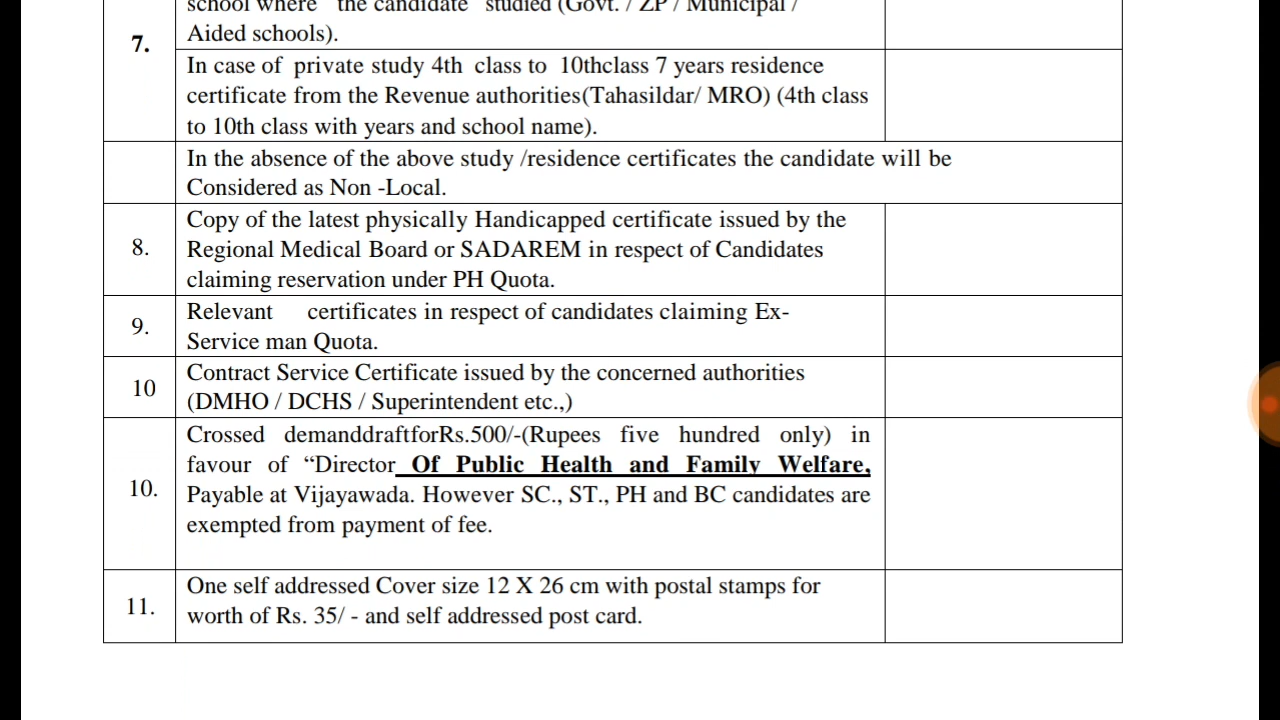 school where the candidate studied (Govt. / ZP / Municipal /
Aided schools).
7.
In case of private study 4th class to 10thclass 7 years residence
certificate from the Revenue authorities(Tahasildar/ MRO) (4th class
to 10th class with years and school name).
In the absence of the above study /residence certificates the candidate will be
Considered as Non -Local.
8.
Copy of the latest physically Handicapped certificate issued by the
Regional Medical Board or SADAREM in respect of Candidates
claiming reservation under PH Quota.
9.
Relevant certificates in respect of candidates claiming Ex-
Service man Quota.
10
Contract Service Certificate issued by the concerned authorities
(DMHO / DCHS / Superintendent etc.,)
10.
Crossed demanddraftforRs.500/-(Rupees five hundred only) in
favour of “Director Of Public Health and Family Welfare,
Payable at Vijayawada. However SC., ST., PH and BC candidates are
exempted from payment of fee.
11.
One self addressed Cover size 12 X 26 cm with postal stamps for
worth of Rs. 35/ - and self addressed post card.